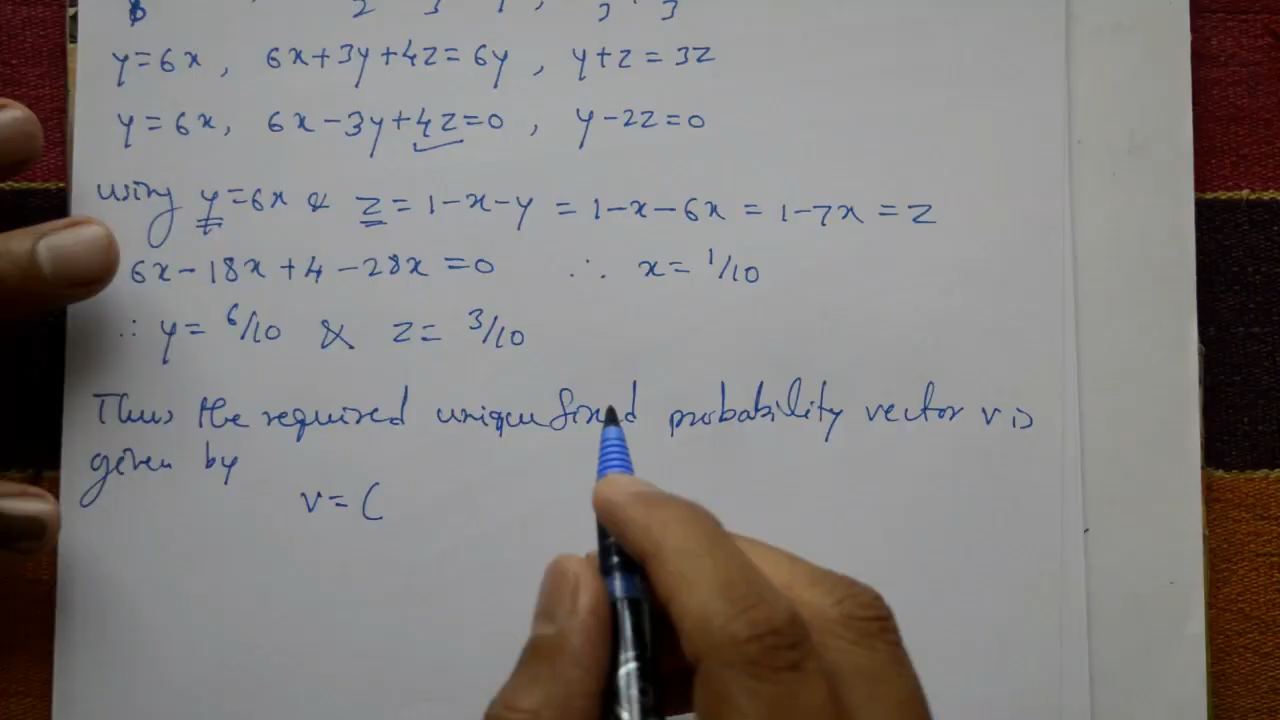 y=6x, 6x+3y+4z=6y, y+z=3z
y=6x, 6x-3y+4z=0, y-2z=0
using y=6x & z=1-x-y = 1-x-6x = 1-7x = z
6x-18x+4-28x=0 ∴ x=1/10
∴ y=6/10 & z=3/10
Thus the required unique fixed probability vector v is
given by
v=(